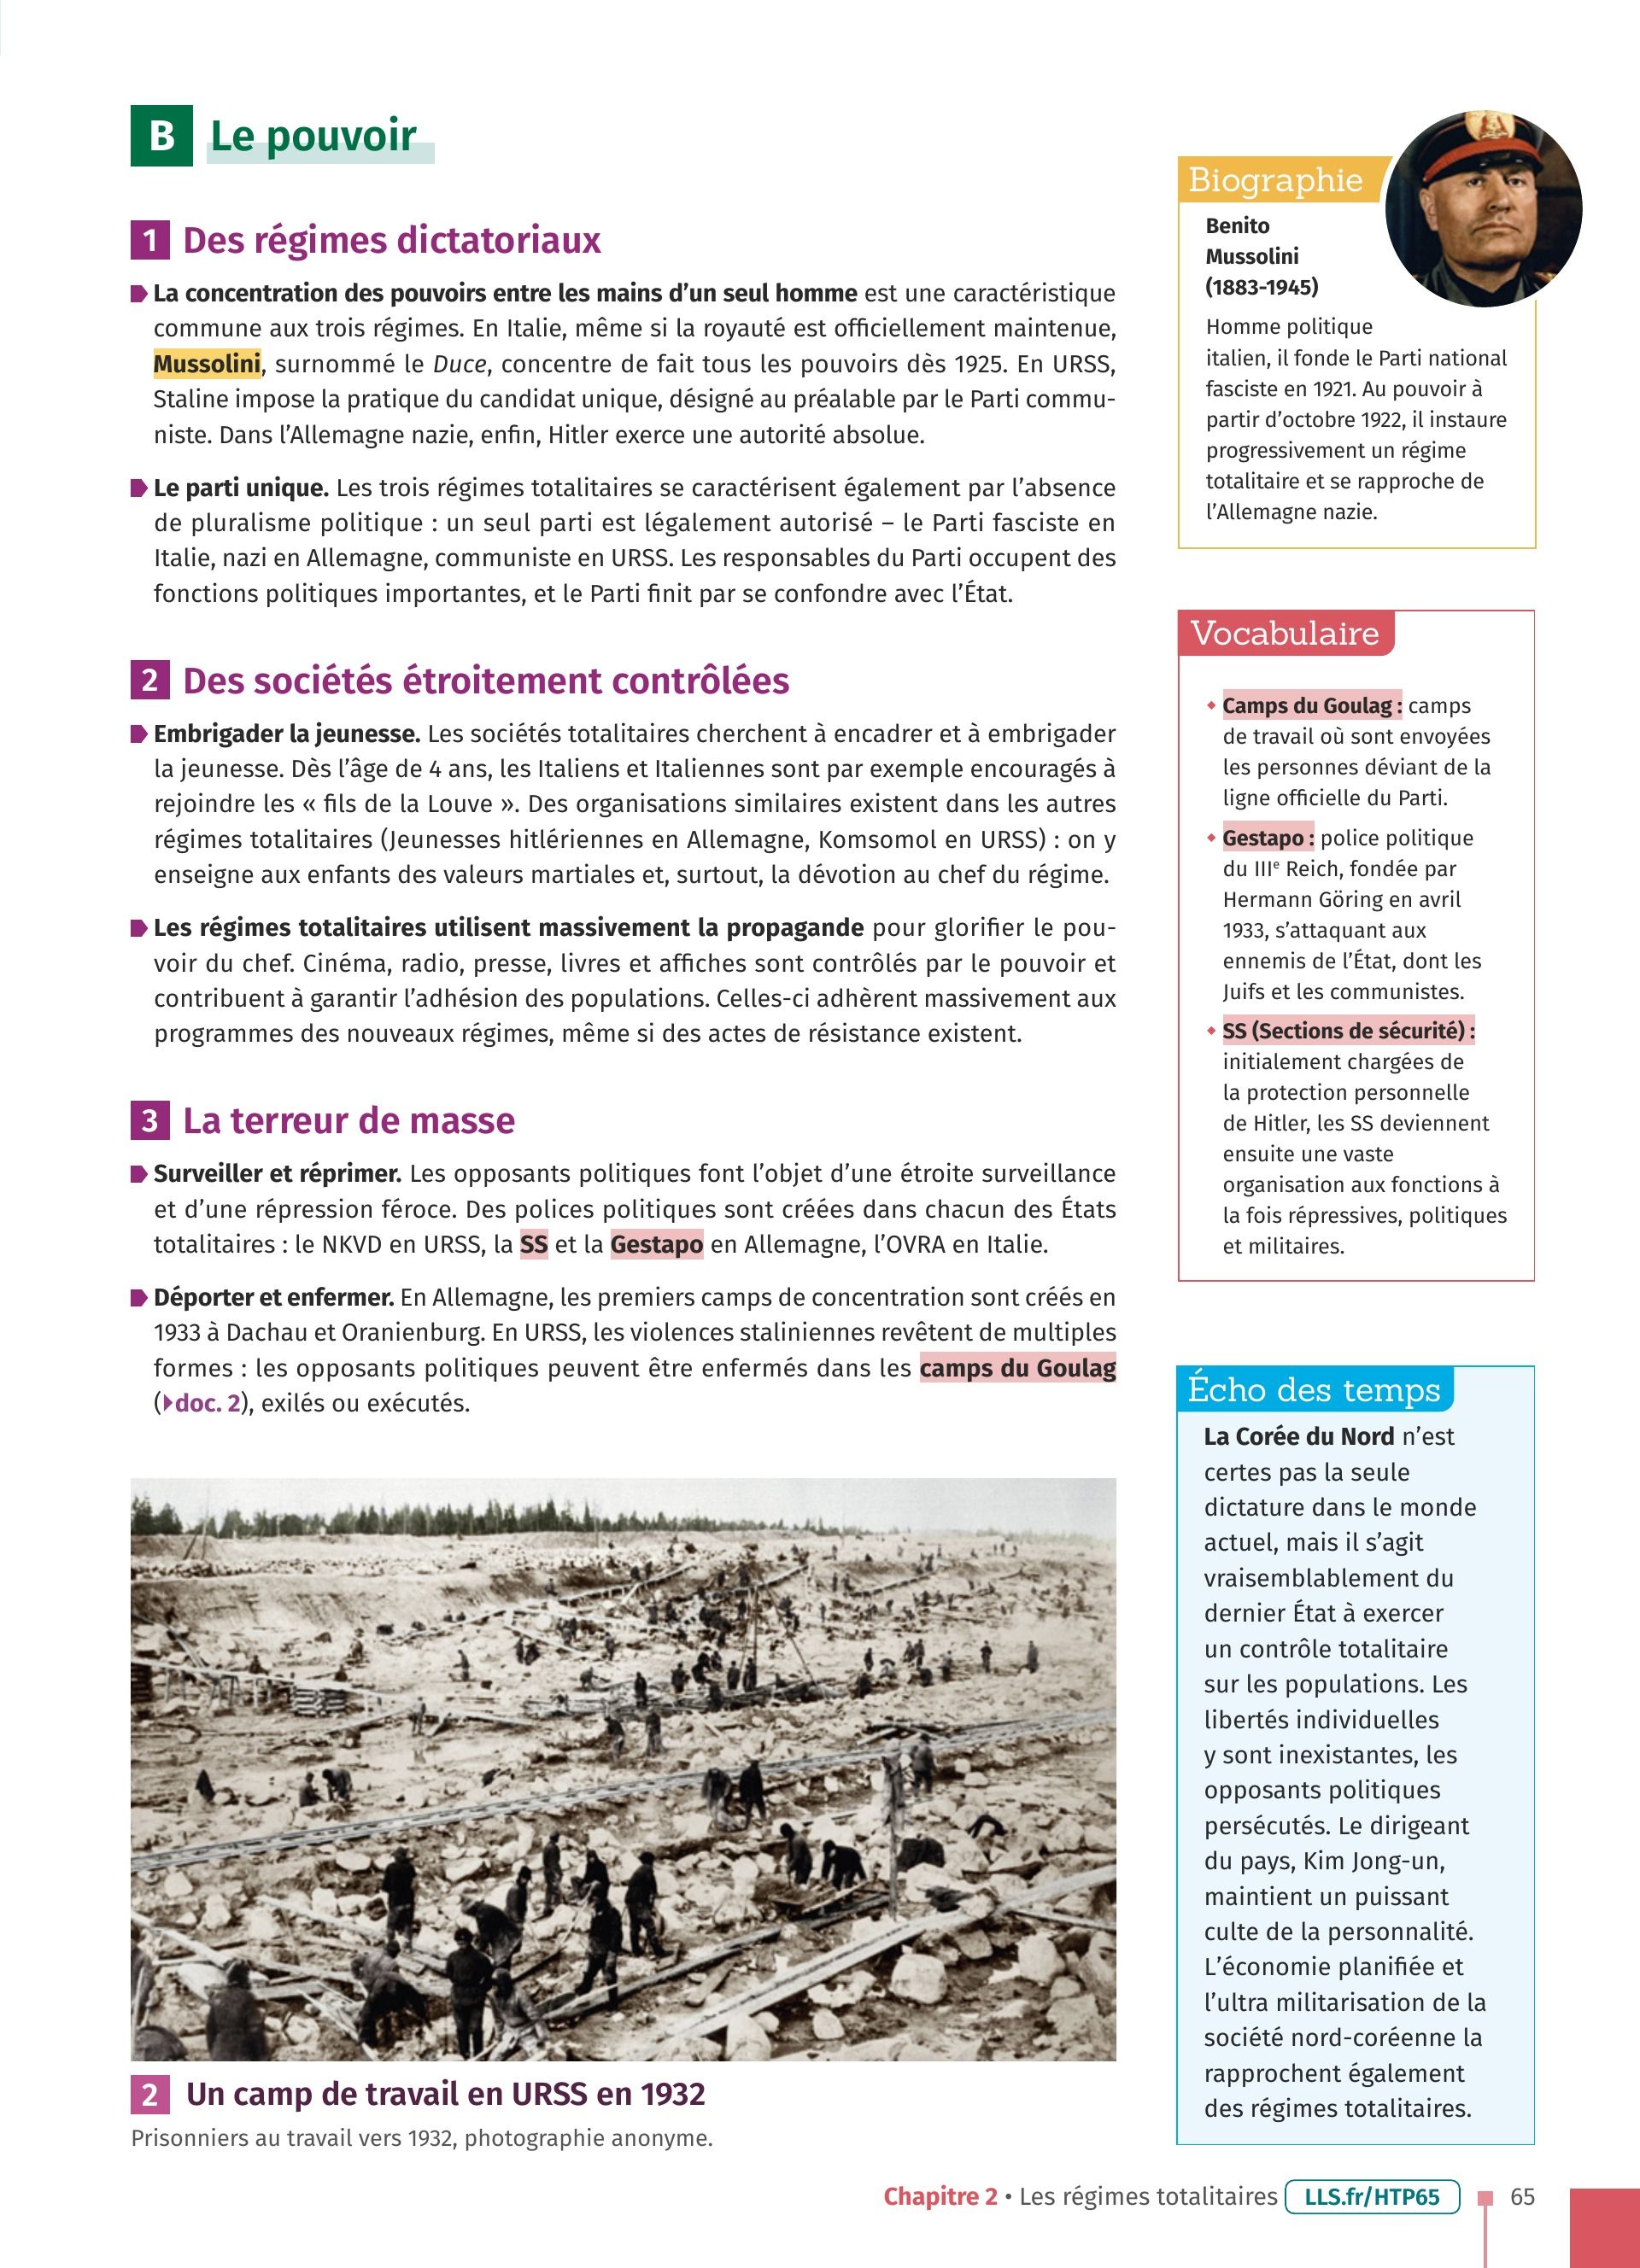 B Le pouvoir
1 Des régimes dictatoriaux
La concentration des pouvoirs entre les mains d’un seul homme est une caractéristique
commune aux trois régimes. En Italie, même si la royauté est officiellement maintenue,
Mussolini, surnommé le Duce, concentre de fait tous les pouvoirs dès 1925. En URSS,
Staline impose la pratique du candidat unique, désigné au préalable par le Parti commu-
niste. Dans l’Allemagne nazie, enfin, Hitler exerce une autorité absolue.
Le parti unique. Les trois régimes totalitaires se caractérisent également par l’absence
de pluralisme politique : un seul parti est légalement autorisé – le Parti fasciste en
Italie, nazi en Allemagne, communiste en URSS. Les responsables du Parti occupent des
fonctions politiques importantes, et le Parti finit par se confondre avec l’État.
2 Des sociétés étroitement contrôlées
Embrigader la jeunesse. Les sociétés totalitaires cherchent à encadrer et à embrigader
la jeunesse. Dès l’âge de 4 ans, les Italiens et Italiennes sont par exemple encouragés à
rejoindre les « fils de la Louve ». Des organisations similaires existent dans les autres
régimes totalitaires (Jeunesses hitlériennes en Allemagne, Komsomol en URSS) : on y
enseigne aux enfants des valeurs martiales et, surtout, la dévotion au chef du régime.
Les régimes totalitaires utilisent massivement la propagande pour glorifier le pou-
voir du chef. Cinéma, radio, presse, livres et affiches sont contrôlés par le pouvoir et
contribuent à garantir l’adhésion des populations. Celles-ci adhèrent massivement aux
programmes des nouveaux régimes, même si des actes de résistance existent.
3 La terreur de masse
Surveiller et réprimer. Les opposants politiques font l’objet d’une étroite surveillance
et d’une répression féroce. Des polices politiques sont créées dans chacun des États
totalitaires : le NKVD en URSS, la SS et la Gestapo en Allemagne, l’OVRA en Italie.
Déporter et enfermer. En Allemagne, les premiers camps de concentration sont créés en
1933 à Dachau et Oranienburg. En URSS, les violences staliniennes revêtent de multiples
formes : les opposants politiques peuvent être enfermés dans les camps du Goulag
(doc. 2), exilés ou exécutés.
2 Un camp de travail en URSS en 1932
Prisonniers au travail vers 1932, photographie anonyme.
Biographie
Benito
Mussolini
(1883-1945)
Homme politique
italien, il fonde le Parti national
fasciste en 1921. Au pouvoir à
partir d’octobre 1922, il instaure
progressivement un régime
totalitaire et se rapproche de
l’Allemagne nazie.
Vocabulaire
Camps du Goulag : camps
de travail où sont envoyées
les personnes déviant de la
ligne officielle du Parti.
Gestapo : police politique
du IIIe Reich, fondée par
Hermann Göring en avril
1933, s’attaquant aux
ennemis de l’État, dont les
Juifs et les communistes.
SS (Sections de sécurité) :
initialement chargées de
la protection personnelle
de Hitler, les SS deviennent
ensuite une vaste
organisation aux fonctions à
la fois répressives, politiques
et militaires.
Écho des temps
La Corée du Nord n’est
certes pas la seule
dictature dans le monde
actuel, mais il s’agit
vraisemblablement du
dernier État à exercer
un contrôle totalitaire
sur les populations. Les
libertés individuelles
y sont inexistantes, les
opposants politiques
persécutés. Le dirigeant
du pays, Kim Jong-un,
maintient un puissant
culte de la personnalité.
L’économie planifiée et
l’ultra militarisation de la
société nord-coréenne la
rapprochent également
des régimes totalitaires.
Chapitre 2 • Les régimes totalitaires LLS.fr/HTP65 65